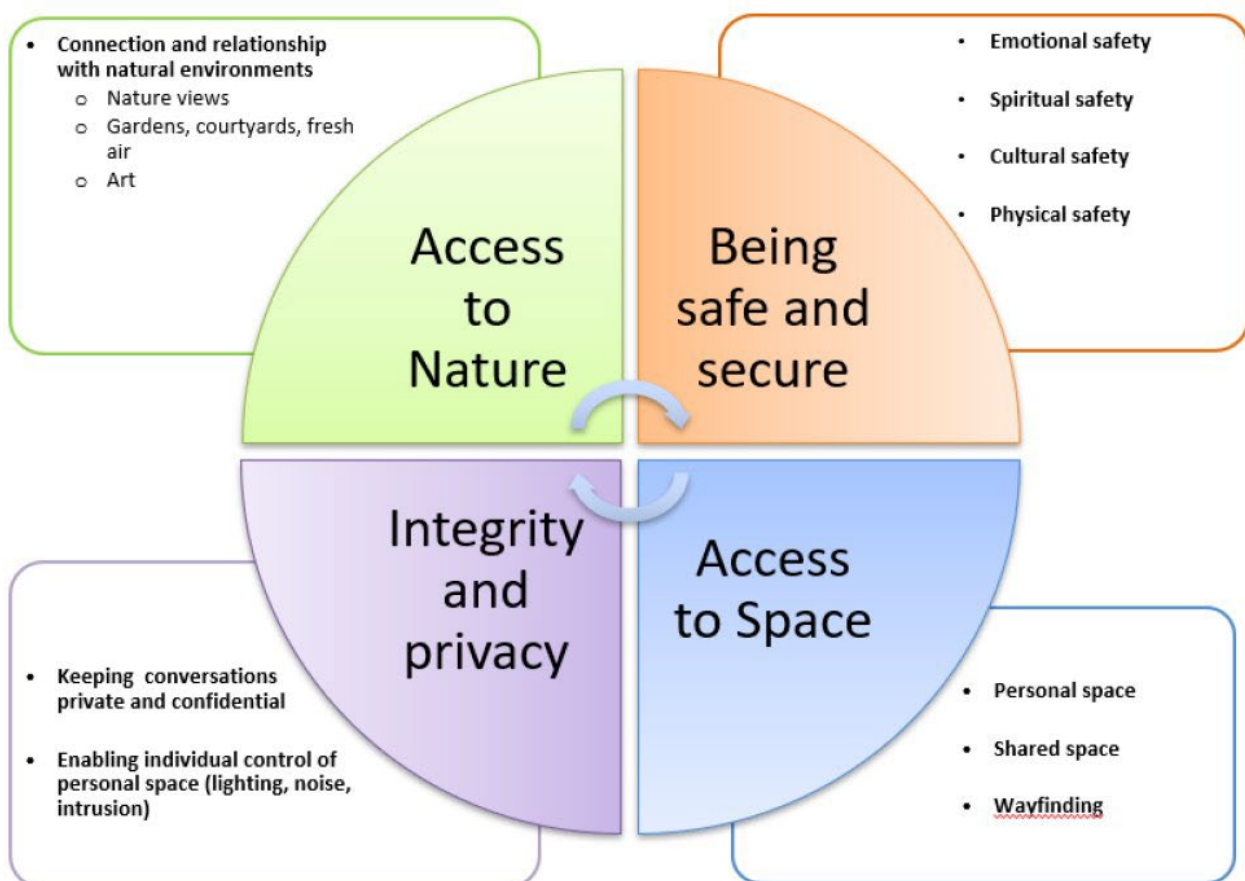 • Connection and relationship
with natural environments
o Nature views
o Gardens, courtyards, fresh
air
o Art
• Emotional safety
• Spiritual safety
• Cultural safety
• Physical safety
Access
to
Nature
Being
safe and
secure
Integrity
and
privacy
Access
to Space
• Keeping conversations
private and confidential
• Enabling individual control of
personal space (lighting, noise,
intrusion)
• Personal space
• Shared space
• Wayfinding